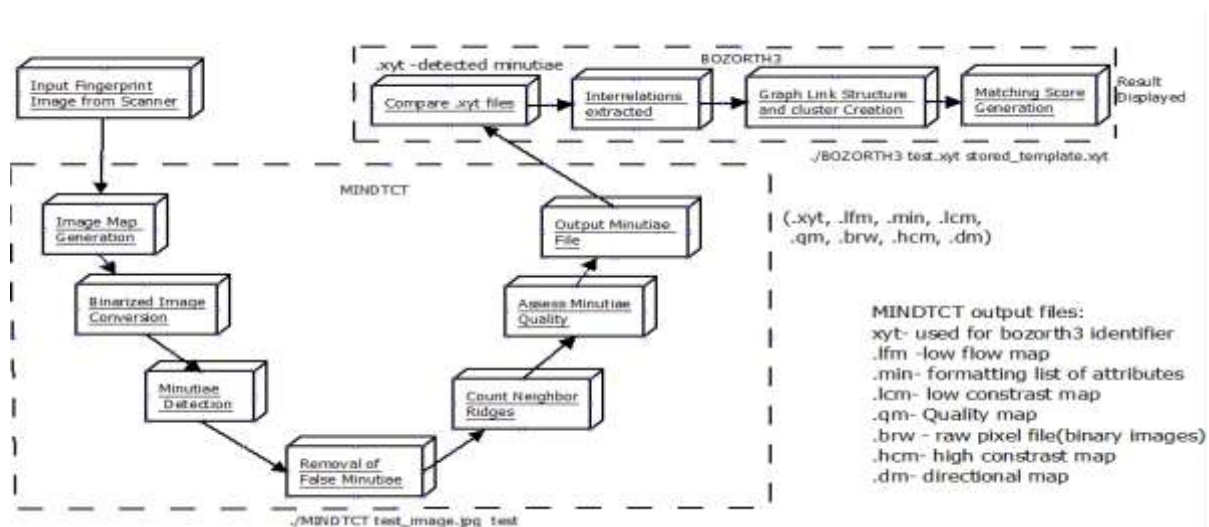 Input Fingerprint
Image from Scanner
.xyt -detected minutiae
BOZORTH3
Compare .xyt files
Interrelations
extracted
Graph Link Structure
and cluster Creation
Matching Score
Generation
Result
Displayed
./BOZORTH3 test.xyt stored_template.xyt
MINDTCT
Image Map
Generation
Binarized Image
Conversion
Minutiae
Detection
Removal of
False Minutiae
Count Neighbor
Ridges
Assess Minutiae
Quality
Output Minutiae
File
./MINDTCT test_image.jpg test
(.xyt, .lfm, .min, .lcm,
.qm, .brw, .hcm, .dm)
MINDTCT output files:
xyt- used for bozorth3 identifier
.lfm -low flow map
.min- formatting list of attributes
.lcm- low constrast map
.qm- Quality map
.brw - raw pixel file(binary images)
.hcm- high constrast map
.dm- directional map